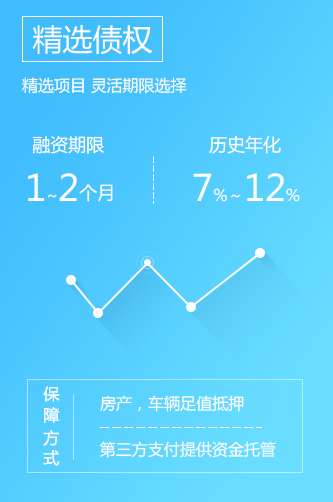 精选债权
精选项目 灵活期限选择
融资期限 历史年化
1~2个月 7%~12%
保障方式
房产，车辆足值抵押
第三方支付提供资金托管